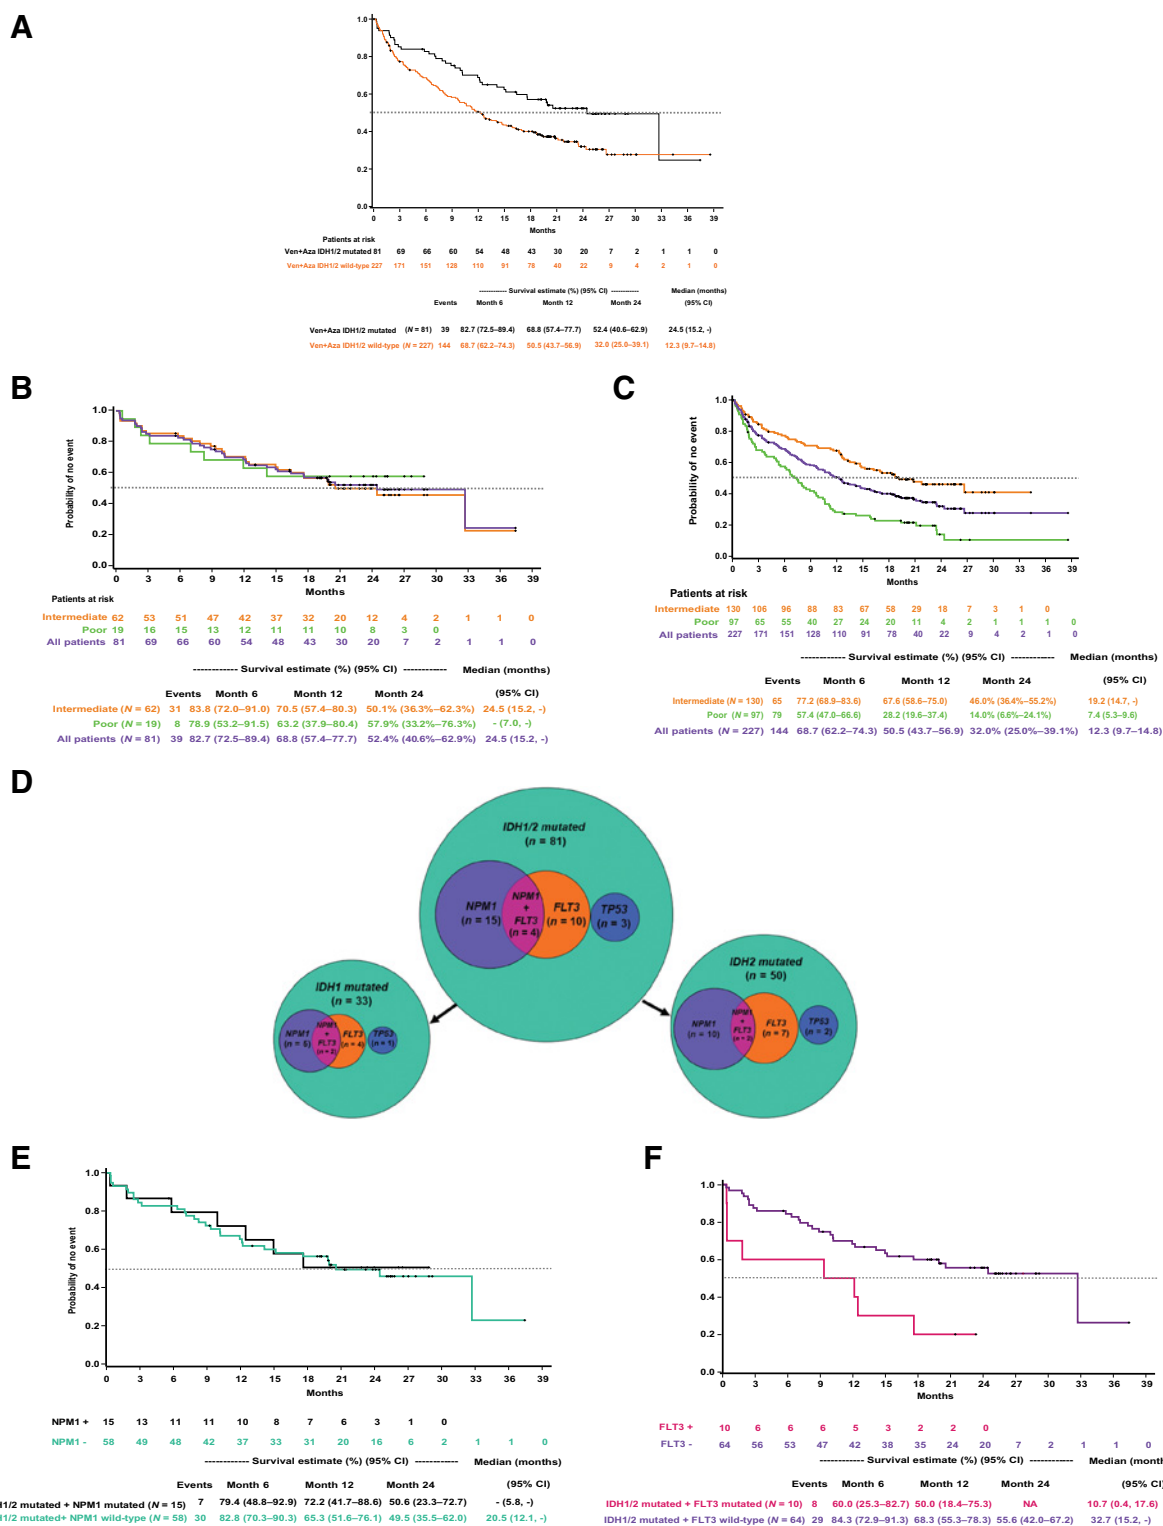 A
1.0
0.8
0.6
0.4
0.2
0.0
0 3 6 9 12 15 18 21 24 27 30 33 36 39
Months
Patients at risk
Ven+Aza IDH1/2 mutated 81 69 66 60 54 48 43 30 20 7 2 1 1 0
Ven+Aza IDH1/2 wild-type 227 171 151 128 110 91 78 40 22 9 4 2 1 0
------------ Survival estimate (%) (95% CI) ------------ Median (months)
Events Month 6 Month 12 Month 24 (95% CI)
Ven+Aza IDH1/2 mutated (N = 81) 39 82.7 (72.5–89.4) 68.8 (57.4–77.7) 52.4 (40.6–62.9) 24.5 (15.2, -)
Ven+Aza IDH1/2 wild-type (N = 227) 144 68.7 (62.2–74.3) 50.5 (43.7–56.9) 32.0 (25.0–39.1) 12.3 (9.7–14.8)
B
Probability of no event
1.0
0.8
0.6
0.4
0.2
0.0
0 3 6 9 12 15 18 21 24 27 30 33 36 39
Months
Patients at risk
Intermediate 62 53 51 47 42 37 32 20 12 4 2 1 1 0
Poor 19 16 15 13 12 11 11 10 8 3 0
All patients 81 69 66 60 54 48 43 30 20 7 2 1 1 0
------------ Survival estimate (%) (95% CI) ------------ Median (months)
Events Month 6 Month 12 Month 24 (95% CI)
Intermediate (N = 62) 31 83.8 (72.0–91.0) 70.5 (57.4–80.3) 50.1% (36.3%–62.3%) 24.5 (15.2, -)
Poor (N = 19) 8 78.9 (53.2–91.5) 63.2 (37.9–80.4) 57.9% (33.2%–76.3%) - (7.0, -)
All patients (N = 81) 39 82.7 (72.5–89.4) 68.8 (57.4–77.7) 52.4% (40.6%–62.9%) 24.5 (15.2, -)
C
Probability of no event
1.0
0.8
0.6
0.4
0.2
0.0
0 3 6 9 12 15 18 21 24 27 30 33 36 39
Months
Patients at risk
Intermediate 130 106 96 88 83 67 58 29 18 7 3 1 0
Poor 97 65 55 40 27 24 20 11 4 2 1 1 1 0
All patients 227 171 151 128 110 91 78 40 22 9 4 2 1 0
------------ Survival estimate (%) (95% CI) ------------ Median (months)
Events Month 6 Month 12 Month 24 (95% CI)
Intermediate (N = 130) 65 77.2 (68.9–83.6) 67.6 (58.6–75.0) 46.0% (36.4%–55.2%) 19.2 (14.7, -)
Poor (N = 97) 79 57.4 (47.0–66.6) 28.2 (19.6–37.4) 14.0% (6.6%–24.1%) 7.4 (5.3–9.6)
All patients (N = 227) 144 68.7 (62.2–74.3) 50.5 (43.7–56.9) 32.0% (25.0%–39.1%) 12.3 (9.7–14.8)
D
IDH1/2 mutated
(n = 81)
NPM1
(n = 15)
NPM1
+
FLT3
(n = 4)
FLT3
(n = 10)
TP53
(n = 3)
IDH1 mutated
(n = 33)
NPM1
(n = 5)
NPM1
+
FLT3
(n = 2)
FLT3
(n = 4)
TP53
(n = 1)
IDH2 mutated
(n = 50)
NPM1
(n = 10)
NPM1
+
FLT3
(n = 2)
FLT3
(n = 7)
TP53
(n = 2)
E
Probability of no event
1.0
0.8
0.6
0.4
0.2
0.0
0 3 6 9 12 15 18 21 24 27 30 33 36 39
Months
NPM1 + 15 13 11 11 10 8 7 6 3 1 0
NPM1 - 58 49 48 42 37 33 31 20 16 6 2 1 1 0
------------ Survival estimate (%) (95% CI) ------------ Median (months)
Events Month 6 Month 12 Month 24 (95% CI)
H1/2 mutated + NPM1 mutated (N = 15) 7 79.4 (48.8–92.9) 72.2 (41.7–88.6) 50.6 (23.3–72.7) - (5.8, -)
H1/2 mutated+ NPM1 wild-type (N = 58) 30 82.8 (70.3–90.3) 65.3 (51.6–76.1) 49.5 (35.5–62.0) 20.5 (12.1, -)
F
1.0
0.8
0.6
0.4
0.2
0.0
0 3 6 9 12 15 18 21 24 27 30 33 36 39
Months
FLT3 + 10 6 6 6 5 3 2 2 0
FLT3 - 64 56 53 47 42 38 35 24 20 7 2 1 1 0
------------ Survival estimate (%) (95% CI) ------------ Median (month
Events Month 6 Month 12 Month 24 (95% CI)
IDH1/2 mutated + FLT3 mutated (N = 10) 8 60.0 (25.3–82.7) 50.0 (18.4–75.3) NA 10.7 (0.4, 17.6)
IDH1/2 mutated + FLT3 wild-type (N = 64) 29 84.3 (72.9–91.3) 68.3 (55.3–78.3) 55.6 (42.0–67.2) 32.7 (15.2, -)